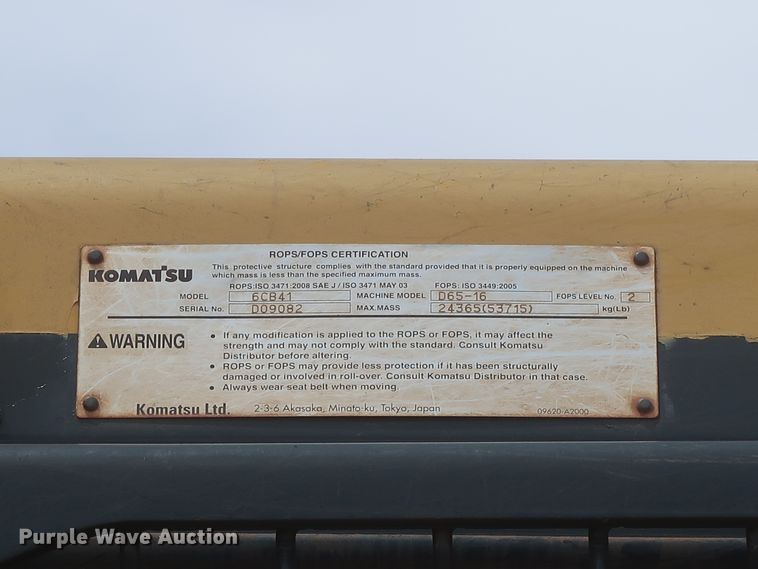 ROPS/FOPS CERTIFICATION
KOMATSU
This protective structure complies with the standard provided that it is properly equipped on the machine
which mass is less than the specified maximum mass.
ROPS:ISO 3471:2008 SAE J / ISO 3471 MAY 03 FOPS: ISO 3449:2005
MODEL 6CB41 MACHINE MODEL D65-16 FOPS LEVEL No. 2
SERIAL No. D09082 MAX.MASS 24365(53715) kg(Lb)
WARNING
• If any modification is applied to the ROPS or FOPS, it may affect the
strength and may not comply with the standard. Consult Komatsu
Distributor before altering.
• ROPS or FOPS may provide less protection if it has been structurally
damaged or involved in roll-over. Consult Komatsu Distributor in that case.
• Always wear seat belt when moving.
Komatsu Ltd. 2-3-6 Akasaka, Minato-ku, Tokyo, Japan 09620-A2000
Purple Wave Auction